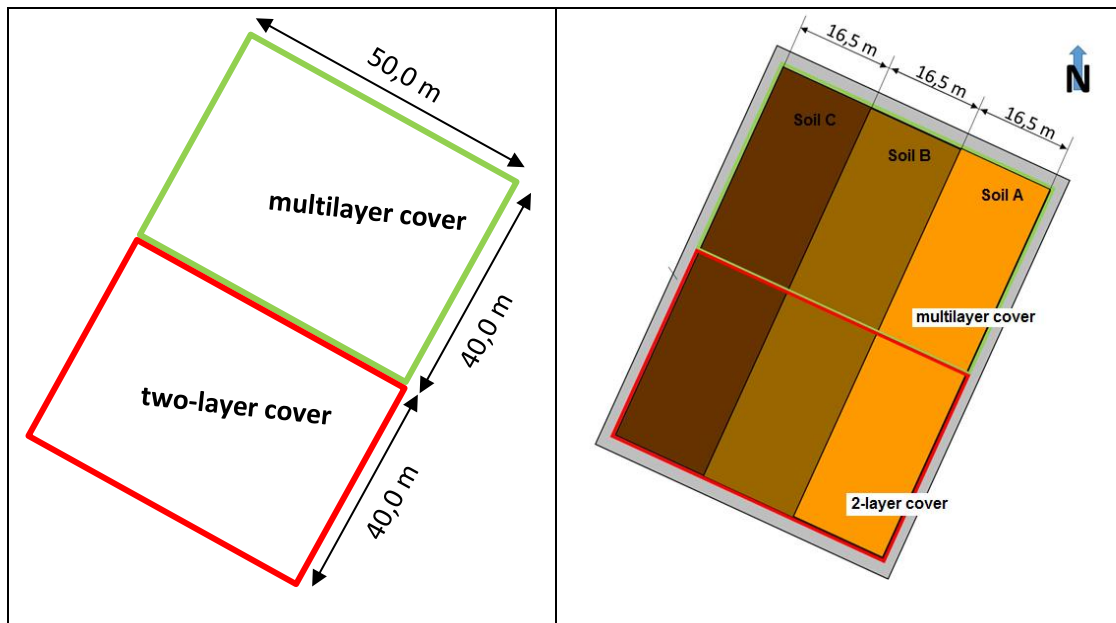 50,0 m
multilayer cover
40,0 m
two-layer cover
40,0 m
16,5 m
16,5 m
16,5 m
N
Soil C
Soil B
Soil A
multilayer cover
2-layer cover